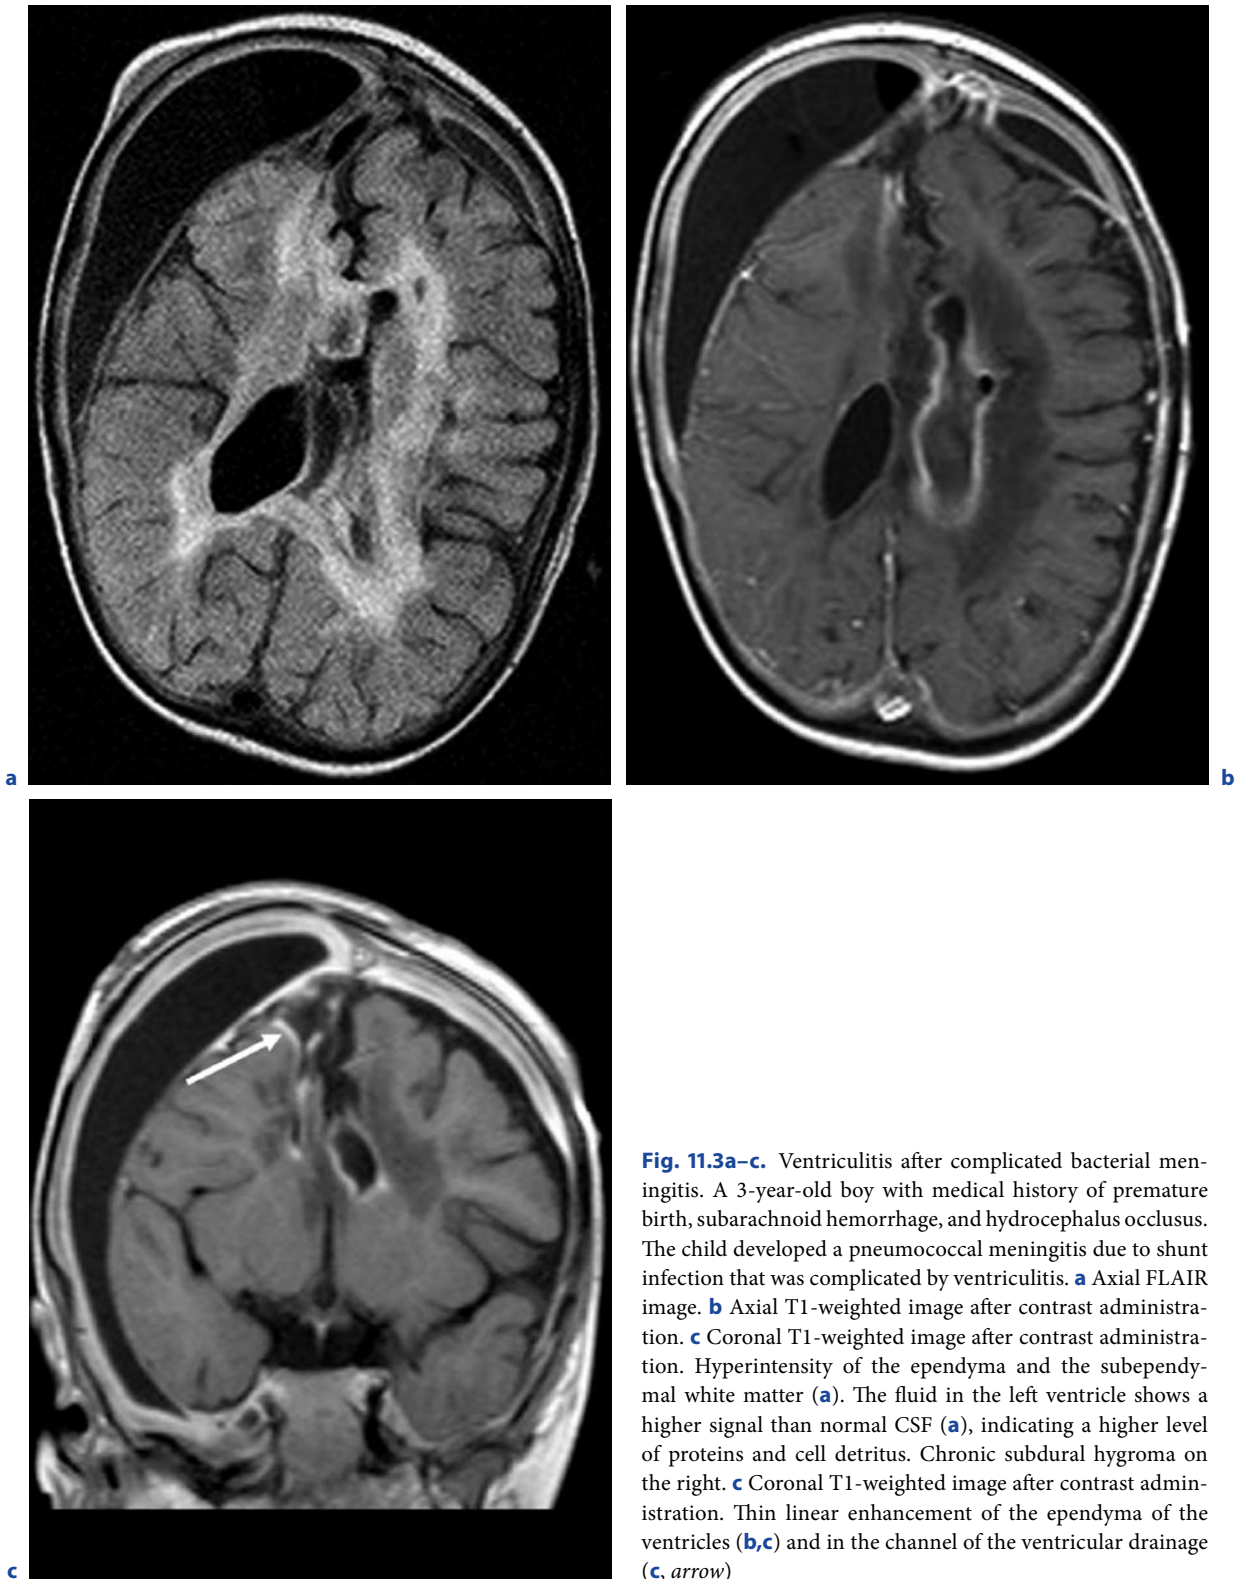 a
b
c
Fig. 11.3a–c. Ventriculitis after complicated bacterial men-
ingitis. A 3-year-old boy with medical history of premature
birth, subarachnoid hemorrhage, and hydrocephalus occlusus.
The child developed a pneumococcal meningitis due to shunt
infection that was complicated by ventriculitis. a Axial FLAIR
image. b Axial T1-weighted image after contrast administra-
tion. c Coronal T1-weighted image after contrast administra-
tion. Hyperintensity of the ependyma and the subependy-
mal white matter (a). The fluid in the left ventricle shows a
higher signal than normal CSF (a), indicating a higher level
of proteins and cell detritus. Chronic subdural hygroma on
the right. c Coronal T1-weighted image after contrast admin-
istration. Thin linear enhancement of the ependyma of the
ventricles (b,c) and in the channel of the ventricular drainage
(c, arrow)